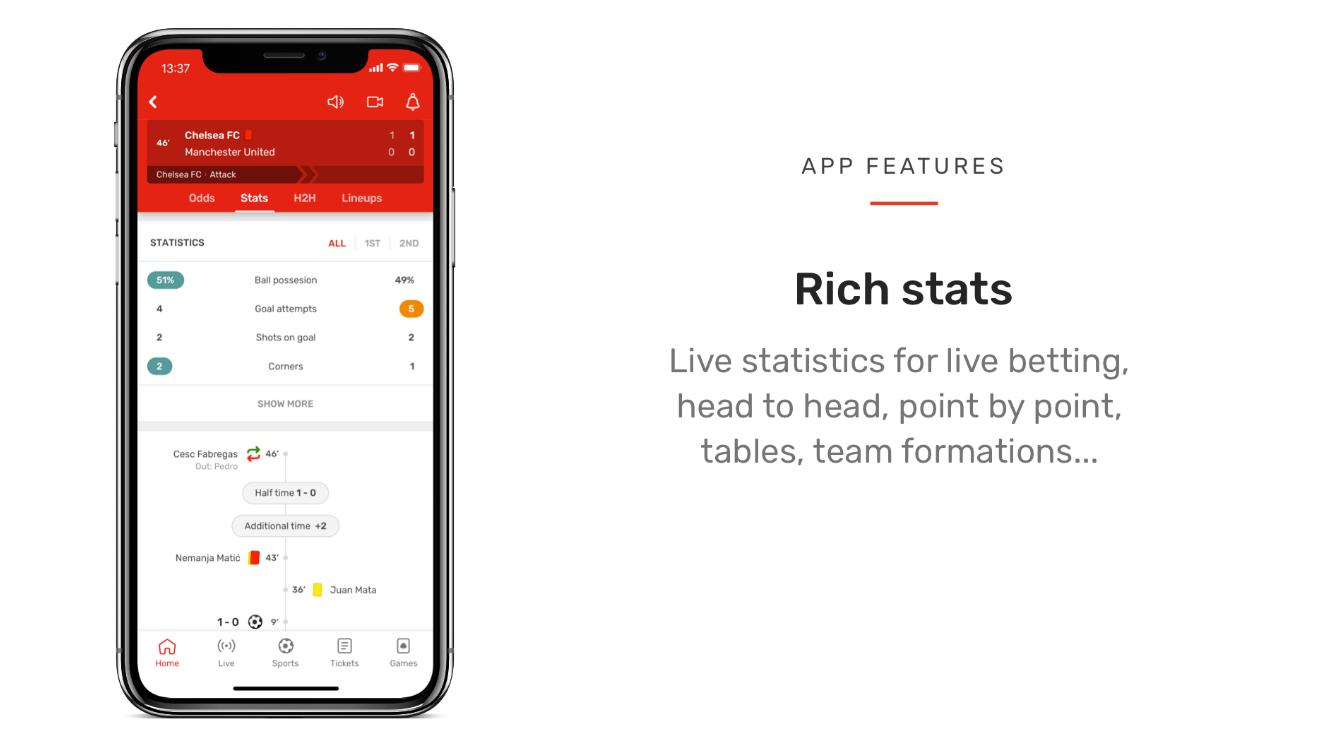 13:37
46' Chelsea FC 1 1
Manchester United 0 0
Chelsea FC · Attack
Odds Stats H2H Lineups
STATISTICS ALL 1ST 2ND
51% Ball possesion 49%
4 Goal attempts 5
2 Shots on goal 2
2 Corners 1
SHOW MORE
Cesc Fabregas 46'
Out: Pedro
Half time 1 - 0
Additional time +2
Nemanja Matić 43'
36' Juan Mata
1 - 0 9'
Home Live Sports Tickets Games
APP FEATURES
Rich stats
Live statistics for live betting,
head to head, point by point,
tables, team formations...